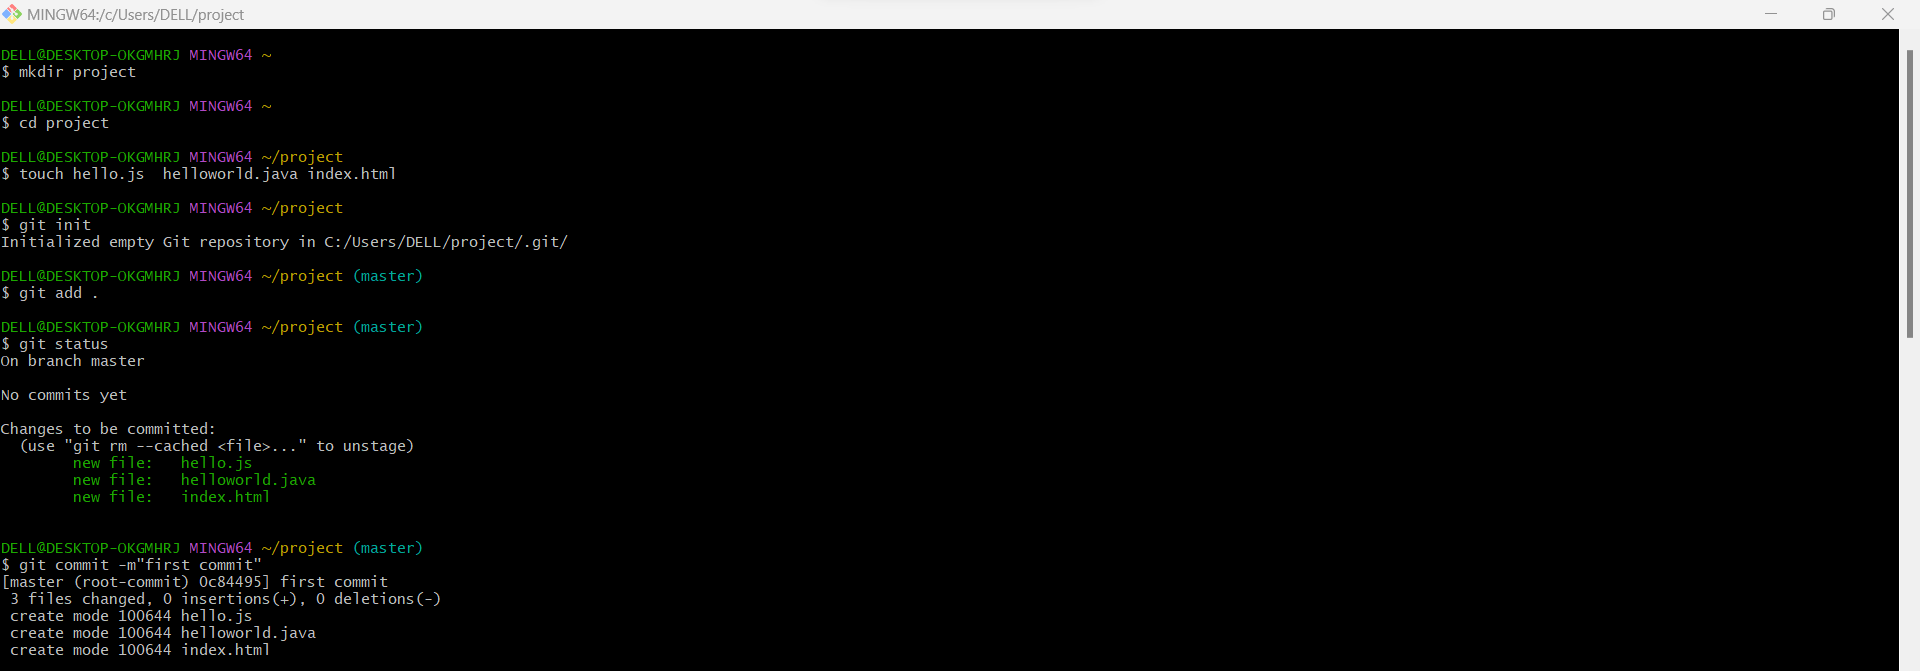 MINGW64:/c/Users/DELL/project
DELL@DESKTOP-OKGMHRJ MINGW64 ~
$ mkdir project
DELL@DESKTOP-OKGMHRJ MINGW64 ~
$ cd project
DELL@DESKTOP-OKGMHRJ MINGW64 ~/project
$ touch hello.js  helloworld.java index.html
DELL@DESKTOP-OKGMHRJ MINGW64 ~/project
$ git init
Initialized empty Git repository in C:/Users/DELL/project/.git/
DELL@DESKTOP-OKGMHRJ MINGW64 ~/project (master)
$ git add .
DELL@DESKTOP-OKGMHRJ MINGW64 ~/project (master)
$ git status
On branch master
No commits yet
Changes to be committed:
  (use "git rm --cached <file>..." to unstage)
        new file:   hello.js
        new file:   helloworld.java
        new file:   index.html
DELL@DESKTOP-OKGMHRJ MINGW64 ~/project (master)
$ git commit -m"first commit"
[master (root-commit) 0c84495] first commit
 3 files changed, 0 insertions(+), 0 deletions(-)
 create mode 100644 hello.js
 create mode 100644 helloworld.java
 create mode 100644 index.html